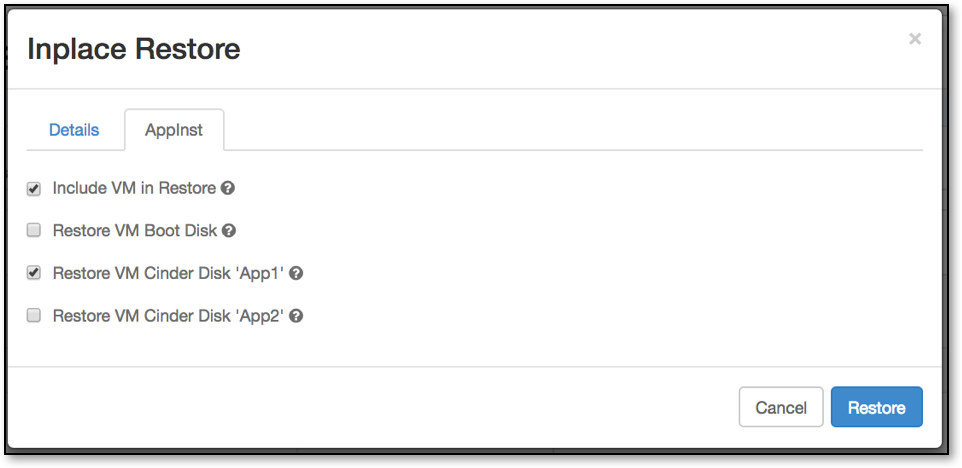 Inplace Restore
×
Details
AppInst
Include VM in Restore ?
Restore VM Boot Disk ?
Restore VM Cinder Disk 'App1' ?
Restore VM Cinder Disk 'App2' ?
Cancel
Restore